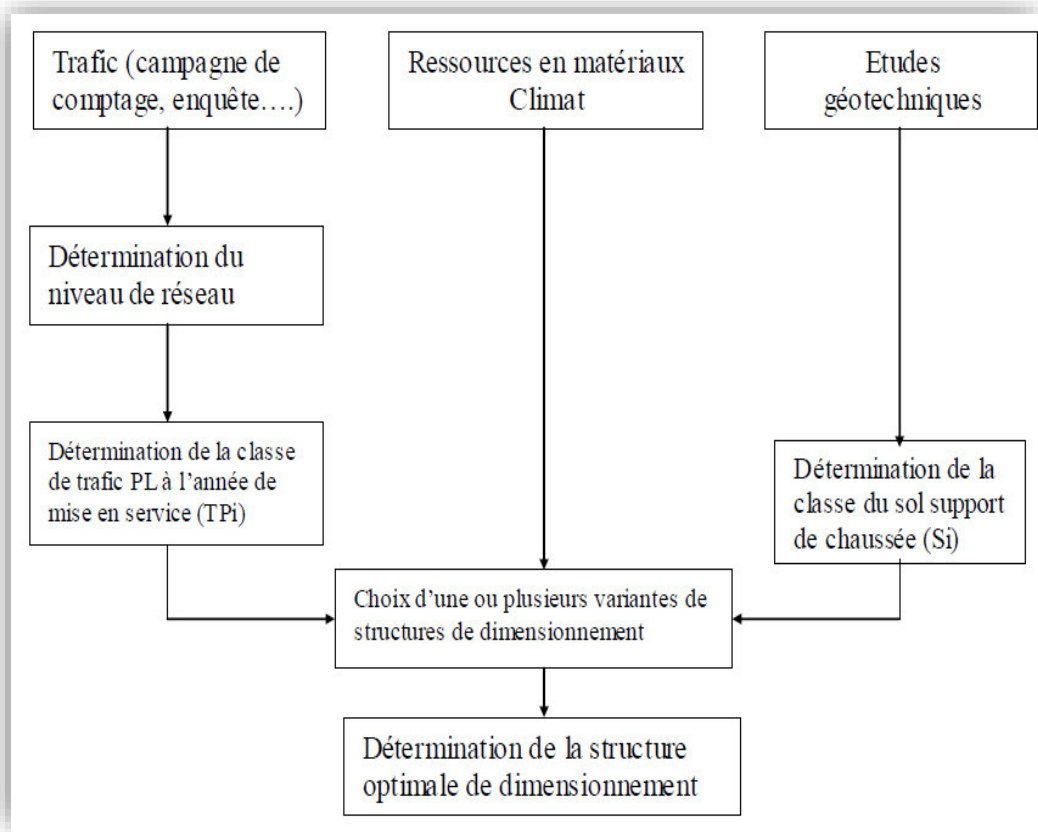 Trafic (campagne de
comptage, enquête….)
Ressources en matériaux
Climat
Etudes
géotechniques
Détermination du
niveau de réseau
Détermination de la classe
de trafic PL à l’année de
mise en service (TPi)
Détermination de la
classe du sol support
de chaussée (Si)
Choix d’une ou plusieurs variantes de
structures de dimensionnement
Détermination de la structure
optimale de dimensionnement